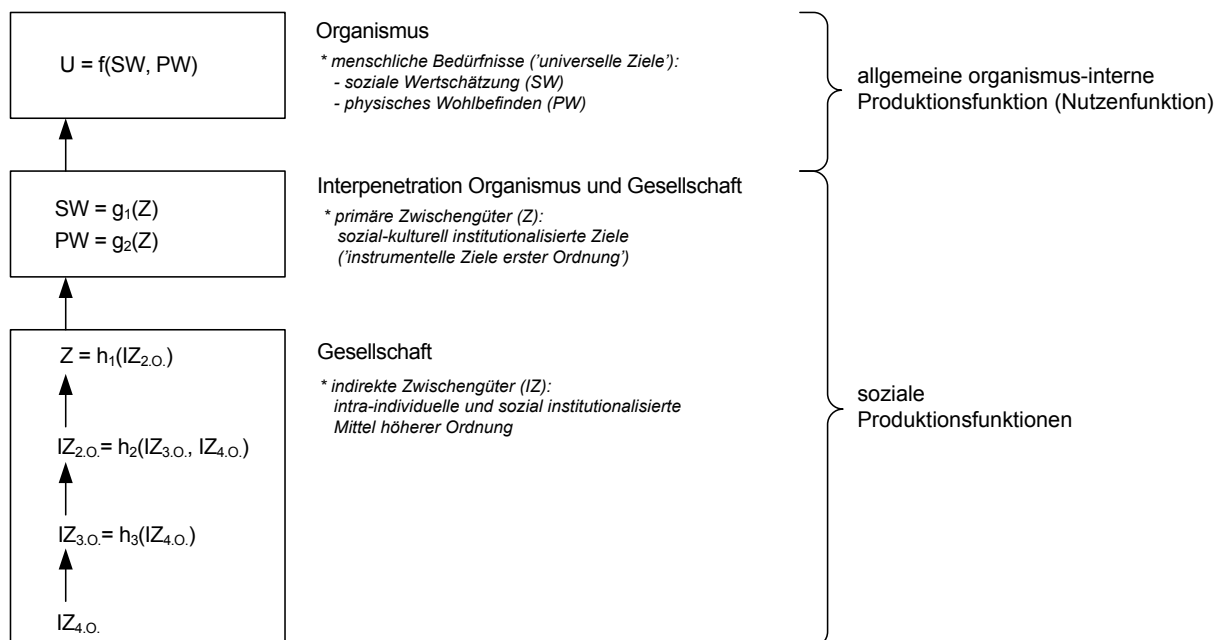 U = f(SW, PW)
Organismus
* menschliche Bedürfnisse ('universelle Ziele'):
- soziale Wertschätzung (SW)
- physisches Wohlbefinden (PW)
allgemeine organismus-interne
Produktionsfunktion (Nutzenfunktion)
SW = g₁(Z)
PW = g₂(Z)
Interpenetration Organismus und Gesellschaft
* primäre Zwischengüter (Z):
sozial-kulturell institutionalisierte Ziele
('instrumentelle Ziele erster Ordnung')
Z = h₁(IZ2.O.)
IZ2.O.= h₂(IZ3.O., IZ4.O.)
IZ3.O.= h₃(IZ4.O.)
IZ4.O.
Gesellschaft
* indirekte Zwischengüter (IZ):
intra-individuelle und sozial institutionalisierte
Mittel höherer Ordnung
soziale
Produktionsfunktionen